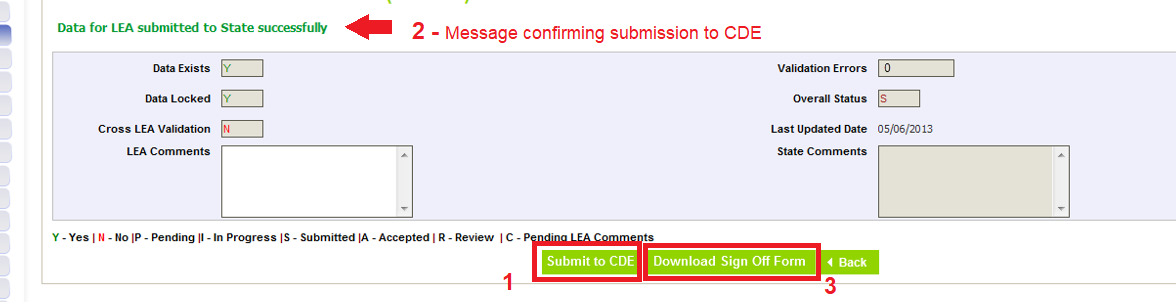 Data for LEA submitted to State successfully
2 - Message confirming submission to CDE
Data Exists Y Validation Errors 0
Data Locked Y Overall Status S
Cross LEA Validation N Last Updated Date 05/06/2013
LEA Comments State Comments
Y - Yes | N - No |P - Pending |I - In Progress |S - Submitted |A - Accepted | R - Review | C - Pending LEA Comments
1 Submit to CDE Download Sign Off Form Back 3